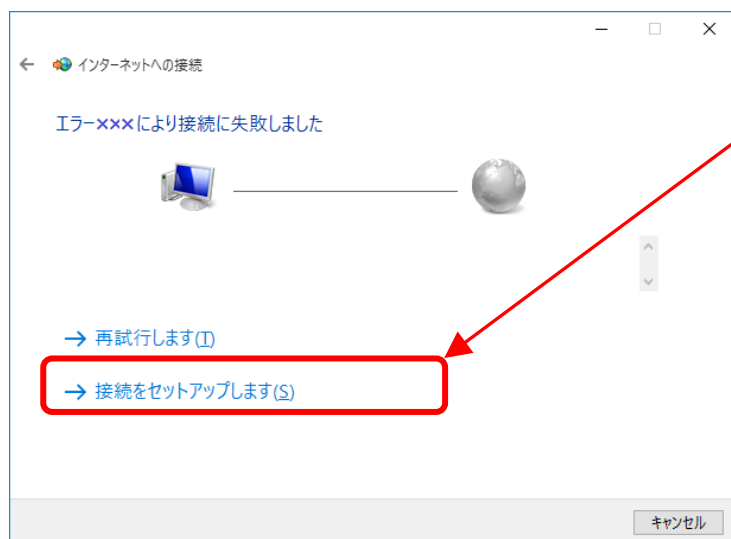 インターネットへの接続
エラー×××により接続に失敗しました
再試行します(T)
接続をセットアップします(S)
キャンセル